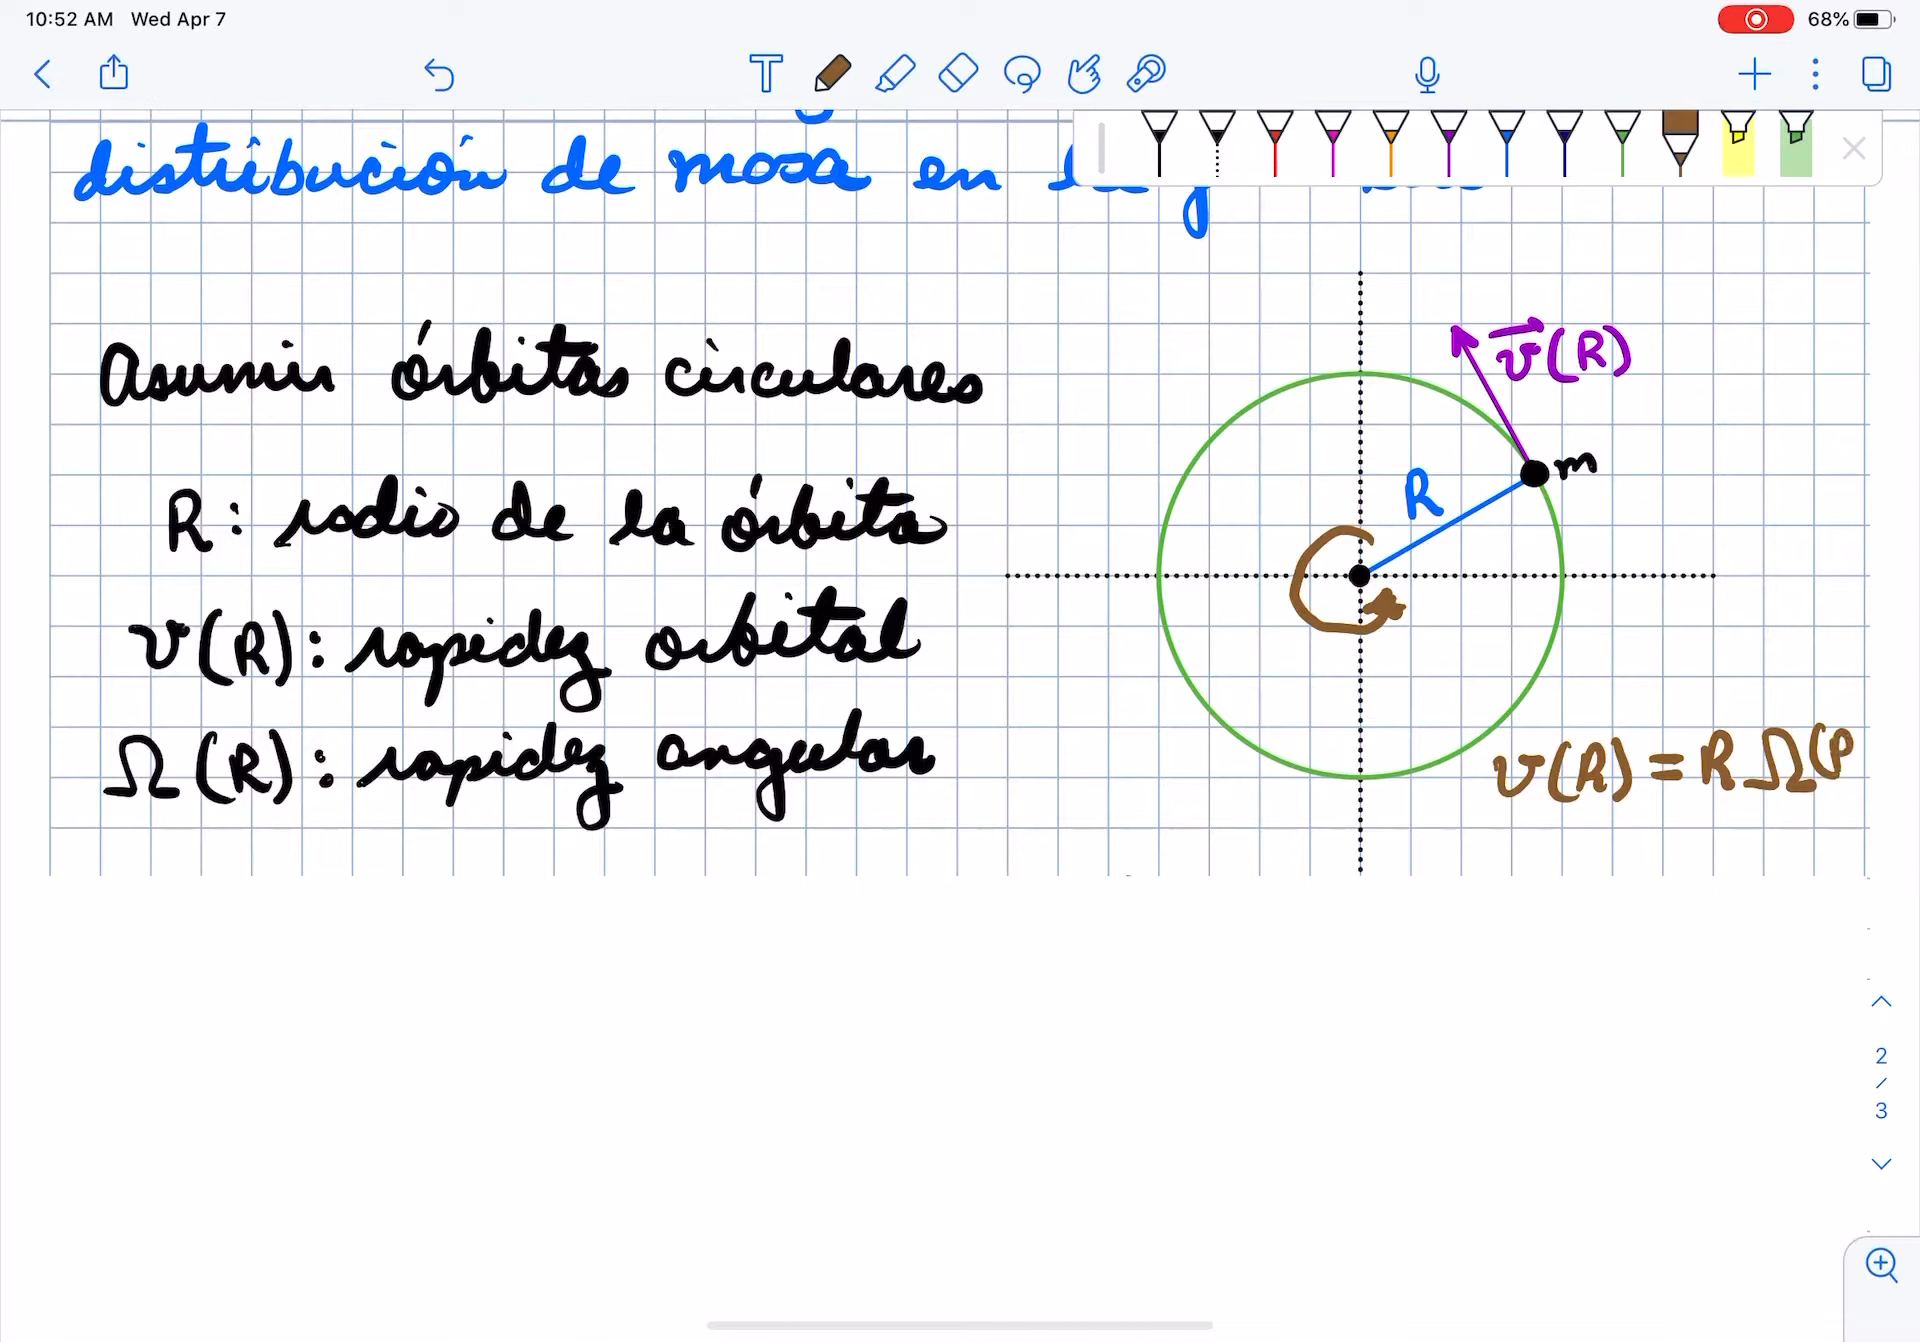 10:52 AM Wed Apr 7
68%
distribución de masa en
Asumir órbitas circulares
R: radio de la órbita
v(R): rapidez orbital
Ω(R): rapidez angular
v⃗(R)
m
R
v(R) = R Ω(
2
/
3